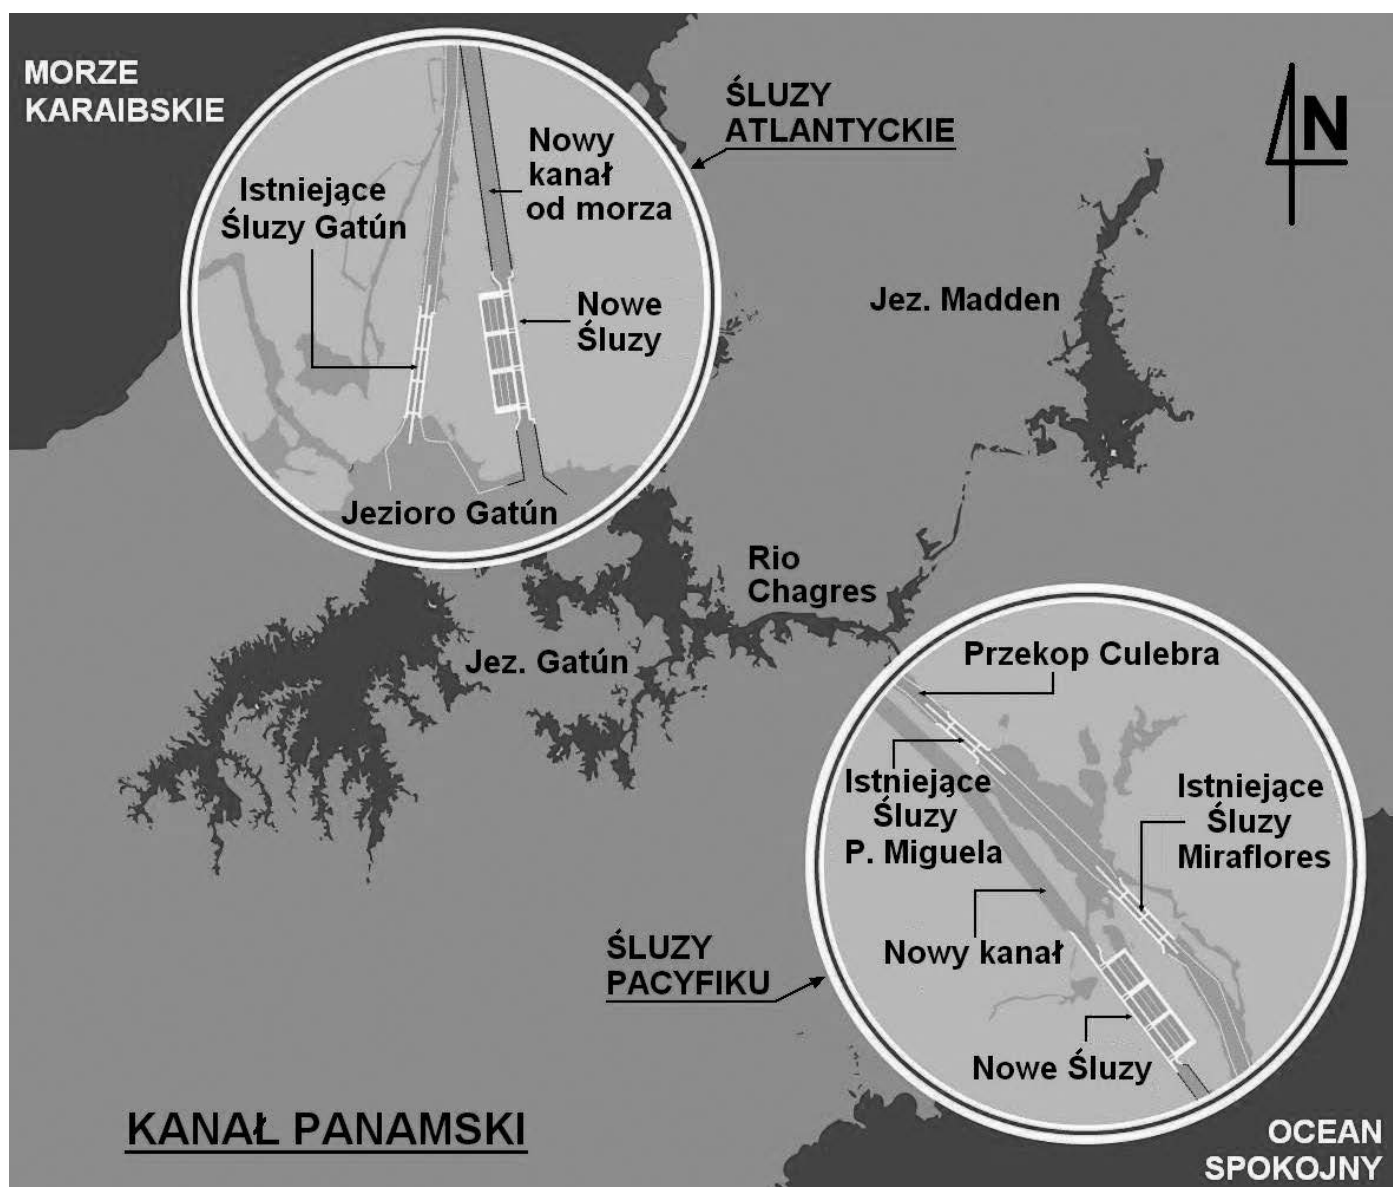 MORZE
KARAIBSKIE
ŚLUZY
ATLANTYCKIE
N
Nowy
kanał
od morza
Istniejące
Śluzy Gatún
Nowe
Śluzy
Jezioro Gatún
Jez. Madden
Rio
Chagres
Jez. Gatún
Przekop Culebra
Istniejące
Śluzy
P. Miguela
Istniejące
Śluzy
Miraflores
Nowy kanał
Nowe Śluzy
ŚLUZY
PACYFIKU
KANAŁ PANAMSKI
OCEAN
SPOKOJNY